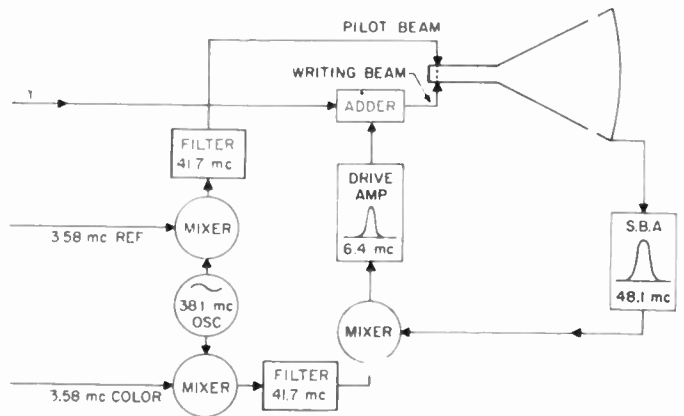 PILOT BEAM
WRITING BEAM
Y
ADDER
FILTER
41.7 mc
DRIVE
AMP
6.4 mc
S.B.A
48.1 mc
MIXER
3.58 mc REF
38.1 mc
OSC
MIXER
MIXER
FILTER
41.7 mc
3.58 mc COLOR